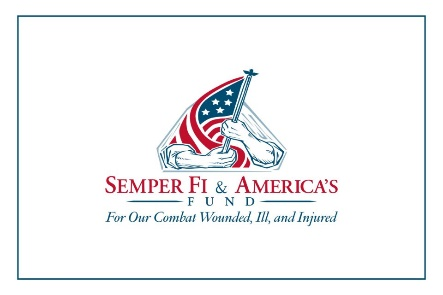 SEMPER FI & AMERICA'S
FUND
For Our Combat Wounded, Ill, and Injured